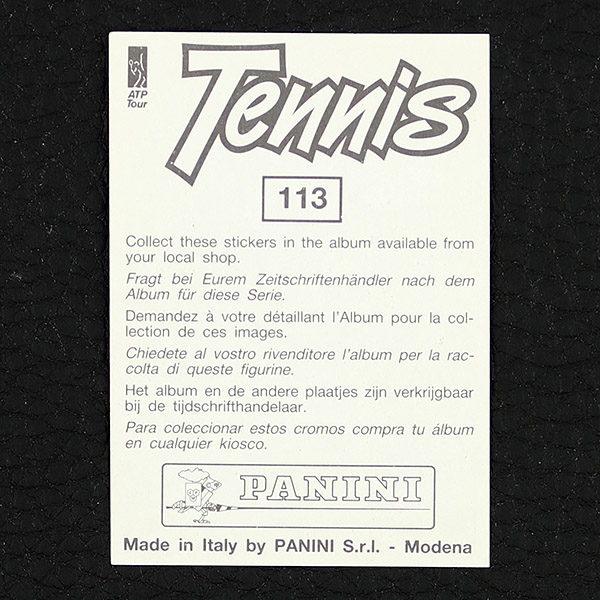 ATP
Tour
Tennis
113
Collect these stickers in the album available from
your local shop.
Fragt bei Eurem Zeitschriftenhändler nach dem
Album für diese Serie.
Demandez à votre détaillant l'Album pour la col-
lection de ces images.
Chiedete al vostro rivenditore l'album per la rac-
colta di queste figurine.
Het album en de andere plaatjes zijn verkrijgbaar
bij de tijdschrifthandelaar.
Para coleccionar estos cromos compra tu álbum
en cualquier kiosco.
PANINI
Made in Italy by PANINI S.r.l. - Modena